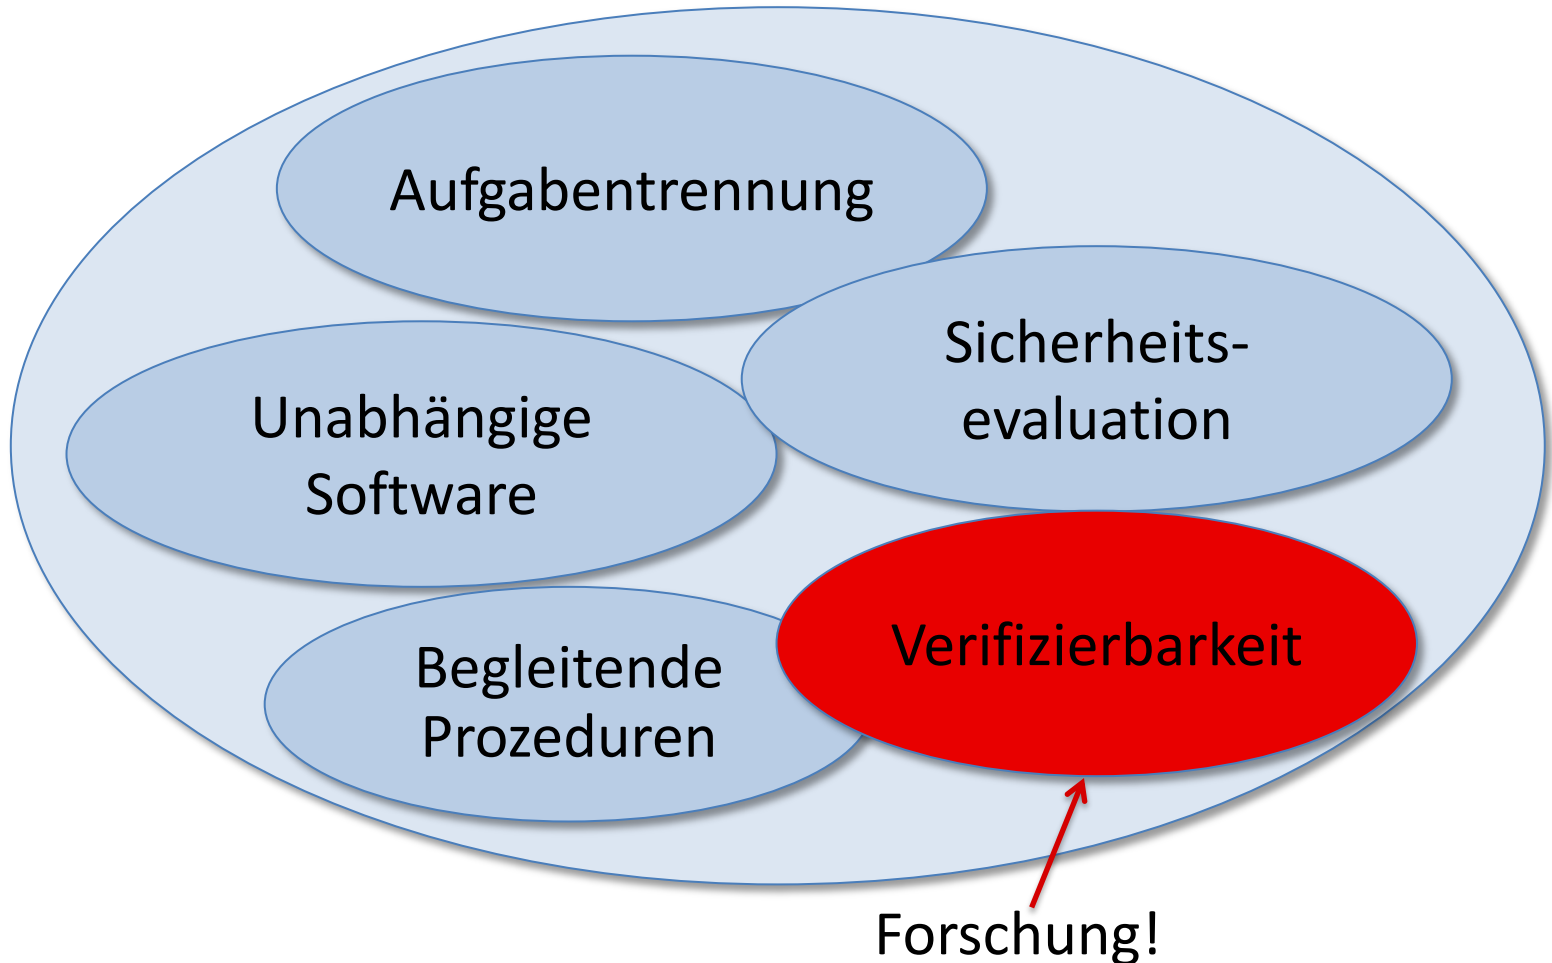 Aufgabentrennung
Sicherheits-
evaluation
Unabhängige
Software
Verifizierbarkeit
Begleitende
Prozeduren
Forschung!